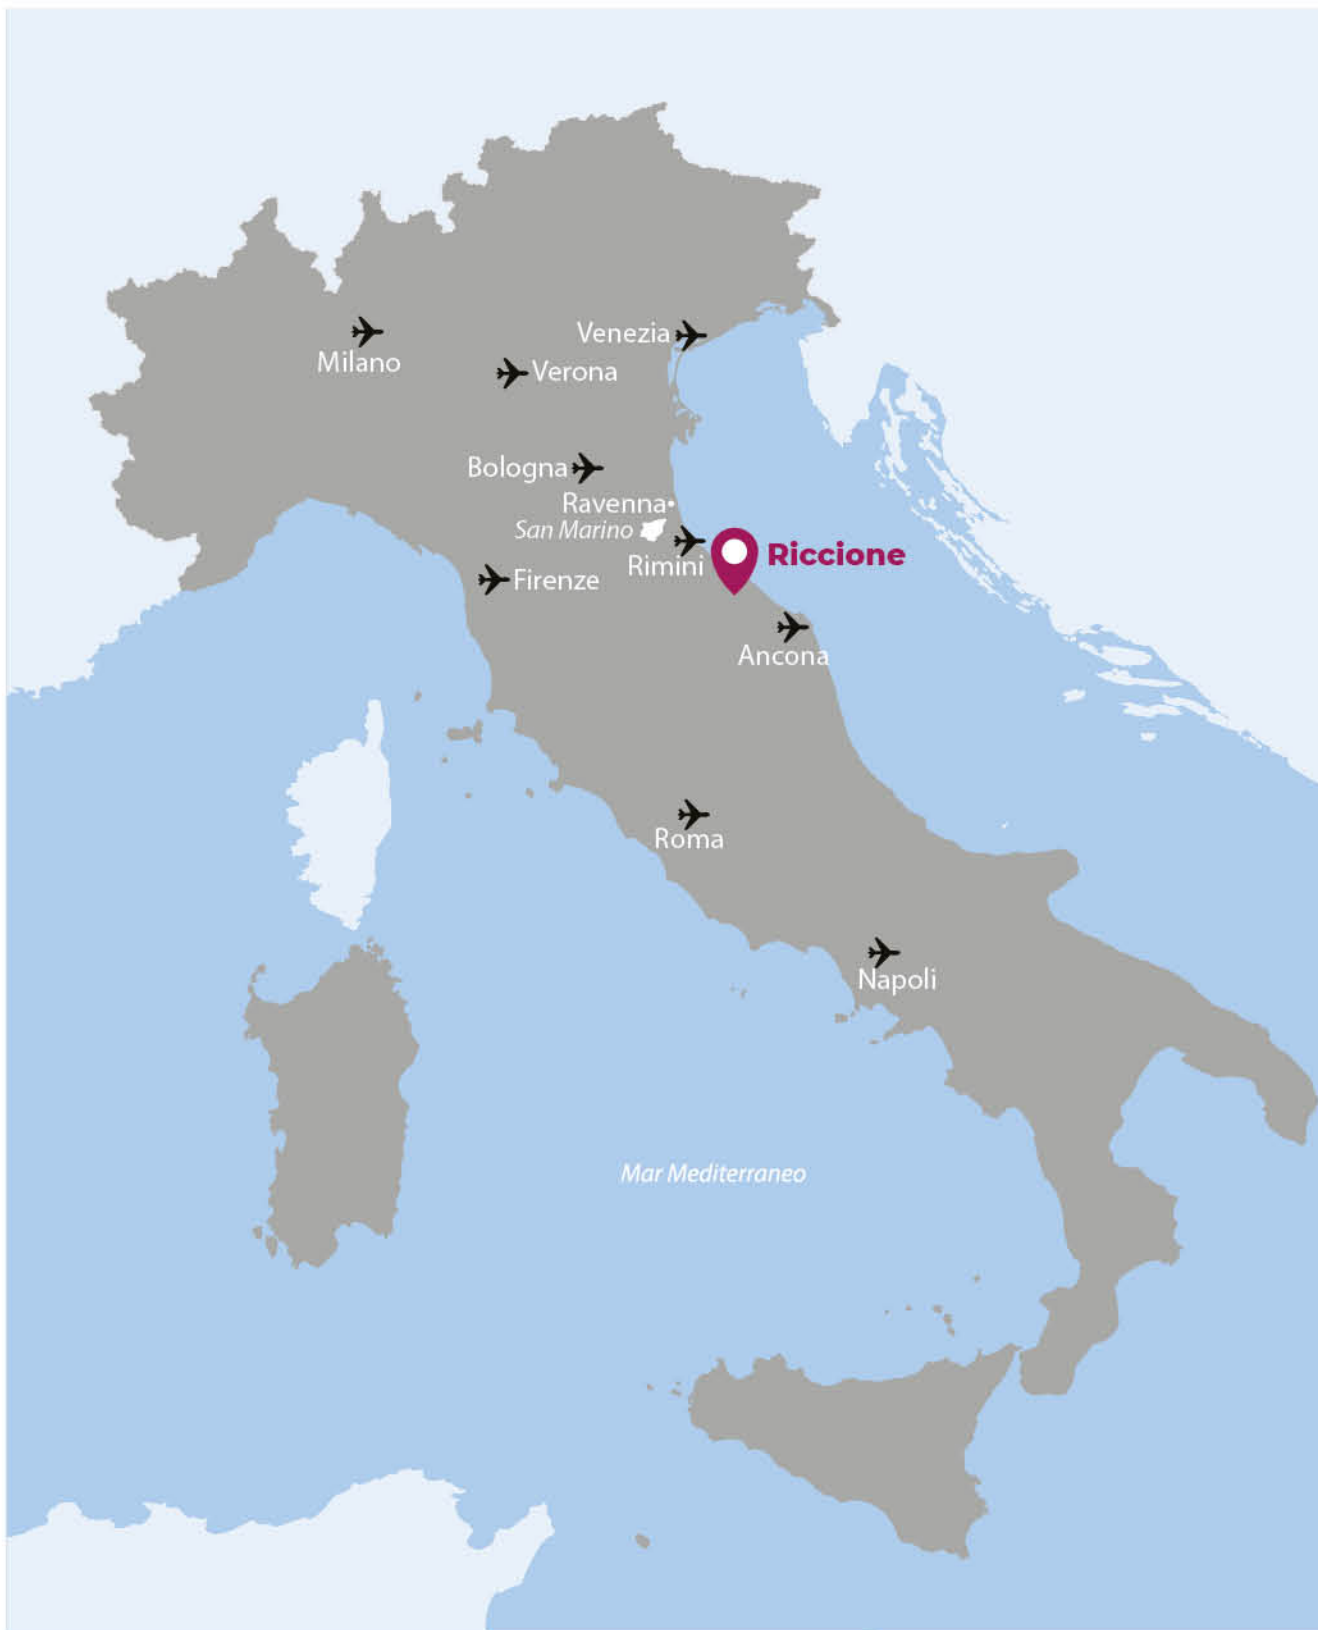 Venezia
Milano
Verona
Bologna
Ravenna
San Marino
Riccione
Rimini
Firenze
Ancona
Roma
Napoli
Mar Mediterraneo